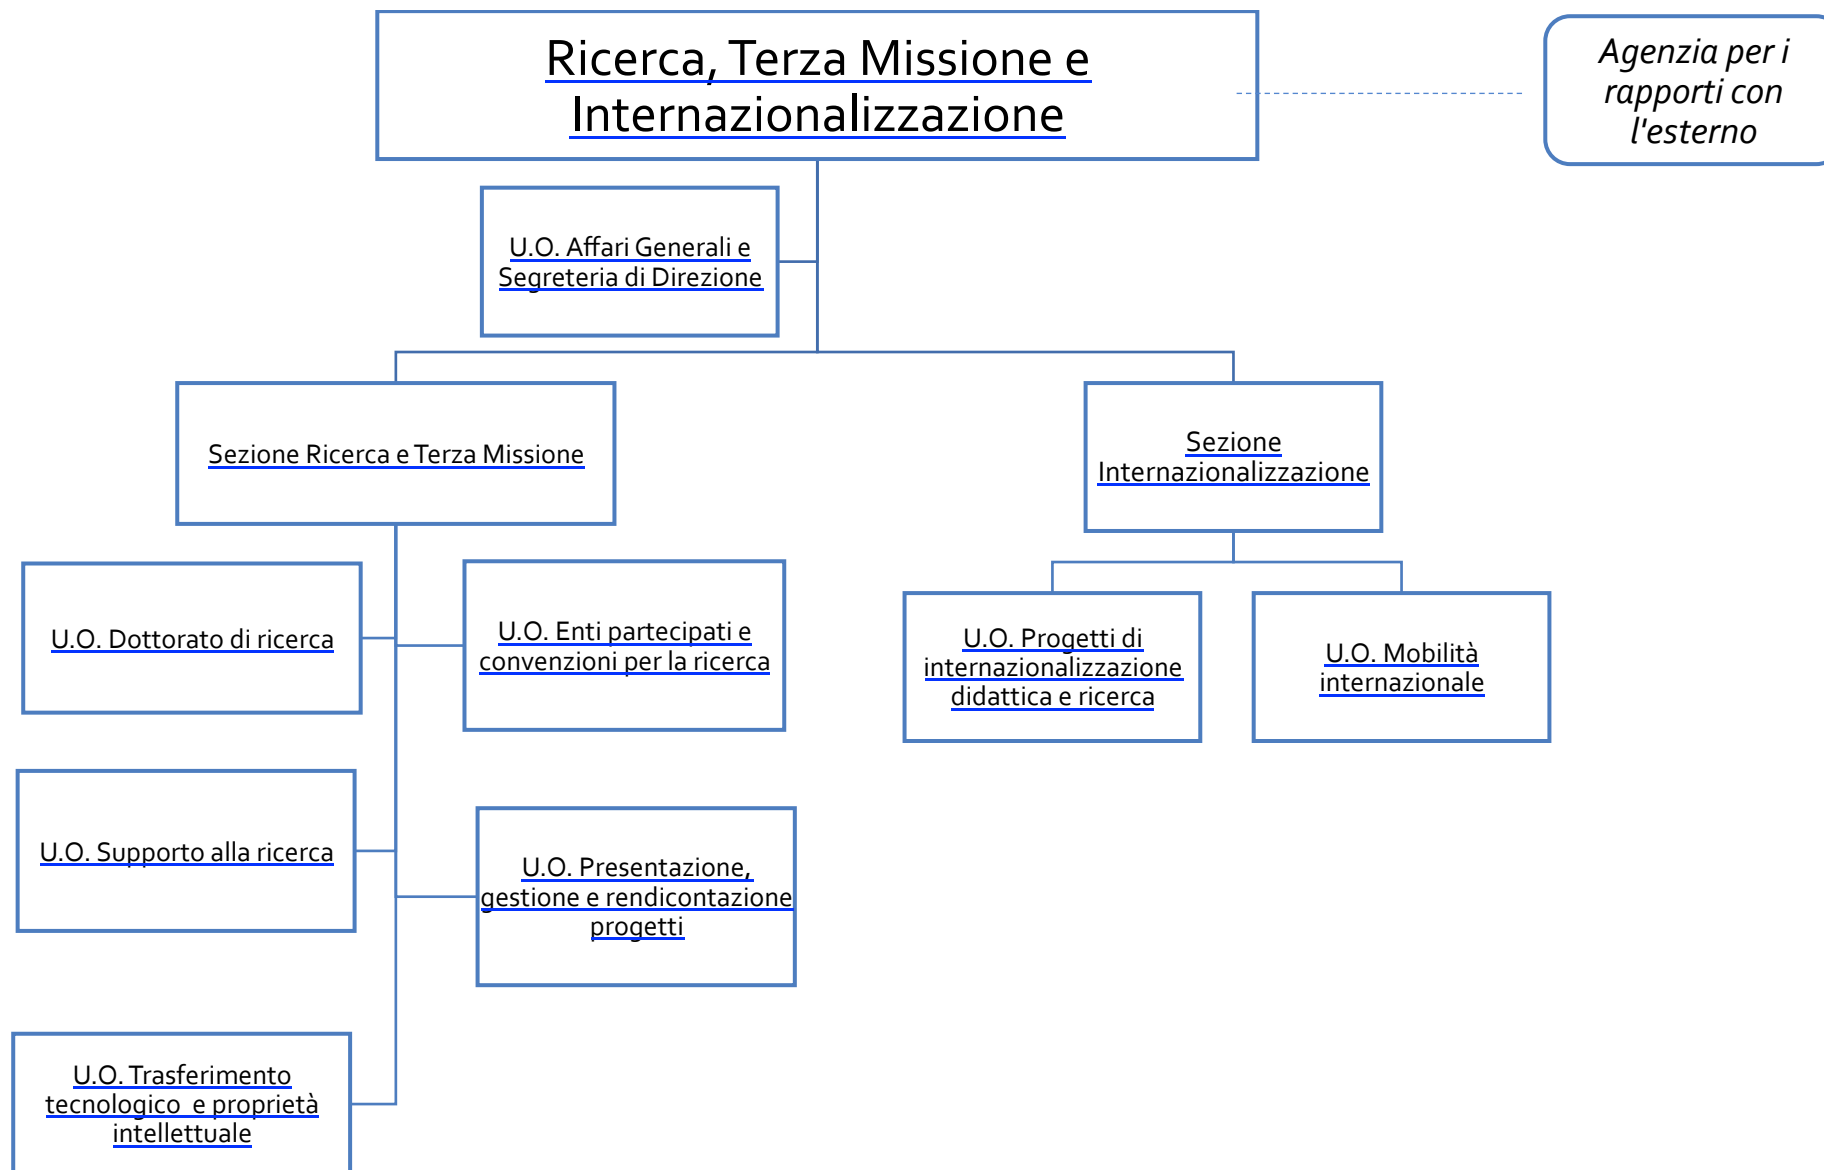 Ricerca, Terza Missione e
Internazionalizzazione
Agenzia per i
rapporti con
l'esterno
U.O. Affari Generali e
Segreteria di Direzione
Sezione Ricerca e Terza Missione
Sezione
Internazionalizzazione
U.O. Dottorato di ricerca
U.O. Enti partecipati e
convenzioni per la ricerca
U.O. Progetti di
internazionalizzazione
didattica e ricerca
U.O. Mobilità
internazionale
U.O. Supporto alla ricerca
U.O. Presentazione,
gestione e rendicontazione
progetti
U.O. Trasferimento
tecnologico  e proprietà
intellettuale